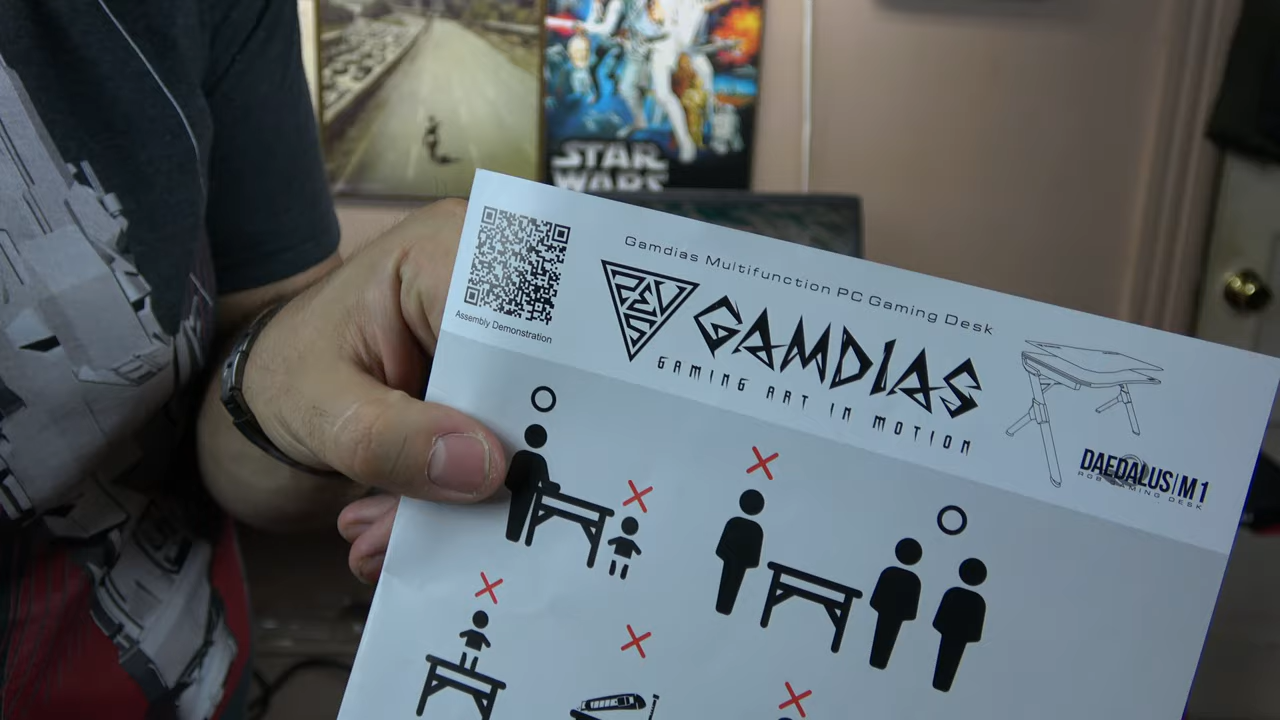 STAR
WARS
Gamdias Multifunction PC Gaming Desk
GAMDIAS
GAMING ART IN MOTION
Assembly Demonstration
DAEDALUS M1
RGB GAMING DESK